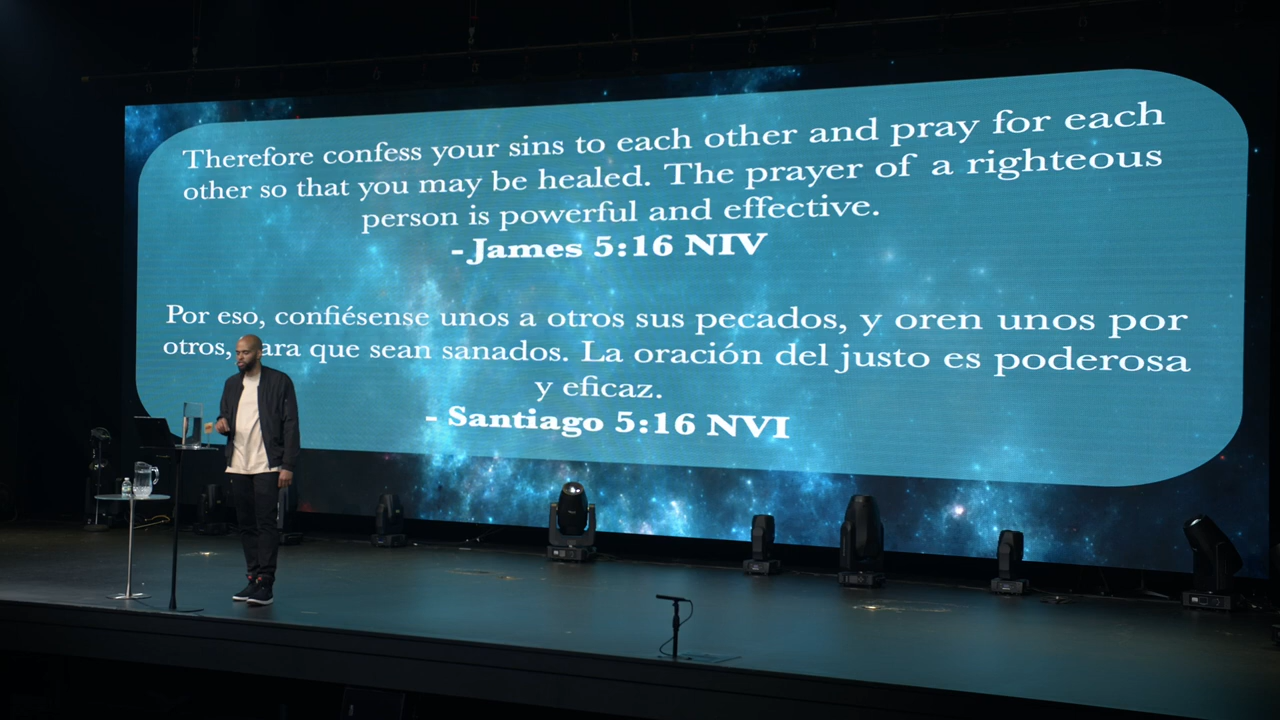 Therefore confess your sins to each other and pray for each
other so that you may be healed. The prayer of a righteous
person is powerful and effective.
- James 5:16 NIV
Por eso, confiésense unos a otros sus pecados, y oren unos por
otros, para que sean sanados. La oración del justo es poderosa
y eficaz.
- Santiago 5:16 NVI